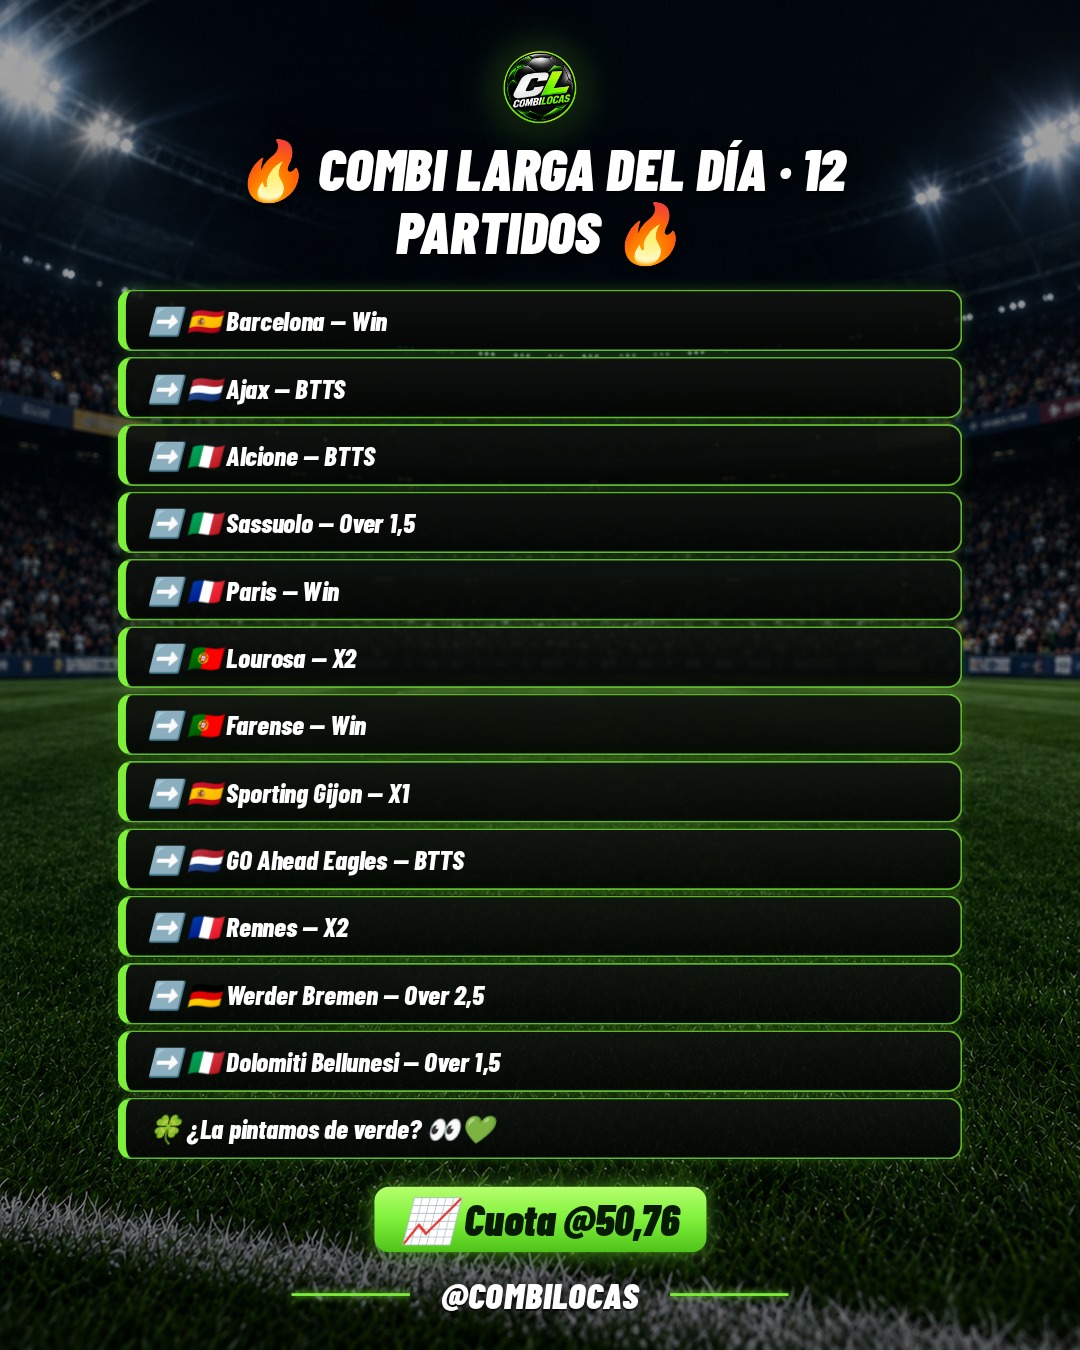 CL
COMBILOCAS
🔥 COMBI LARGA DEL DÍA · 12
PARTIDOS 🔥
➡️ 🇪🇸 Barcelona – Win
➡️ 🇳🇱 Ajax – BTTS
➡️ 🇮🇹 Alcione – BTTS
➡️ 🇮🇹 Sassuolo – Over 1,5
➡️ 🇫🇷 Paris – Win
➡️ 🇵🇹 Lourosa – X2
➡️ 🇵🇹 Farense – Win
➡️ 🇪🇸 Sporting Gijon – X1
➡️ 🇳🇱 GO Ahead Eagles – BTTS
➡️ 🇫🇷 Rennes – X2
➡️ 🇩🇪 Werder Bremen – Over 2,5
➡️ 🇮🇹 Dolomiti Bellunesi – Over 1,5
🍀 ¿La pintamos de verde? 👀💚
📈 Cuota @50,76
@COMBILOCAS